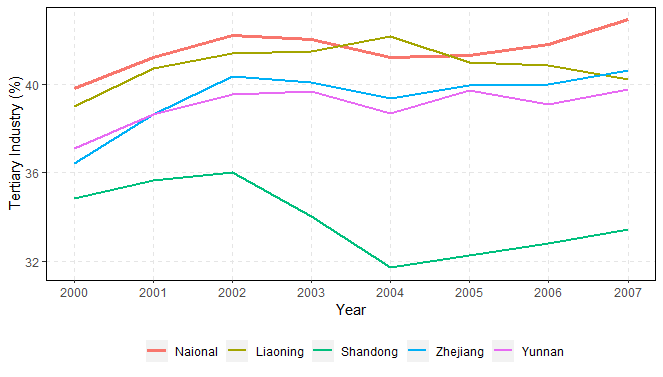 40
36
32
Tertiary Industry (%)
2000 2001 2002 2003 2004 2005 2006 2007
Year
Naional Liaoning Shandong Zhejiang Yunnan